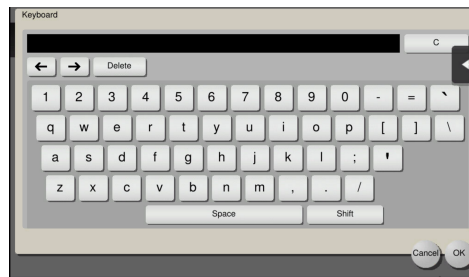 Keyboard
C
← → Delete
1 2 3 4 5 6 7 8 9 0 - = `
q w e r t y u i o p [ ] \
a s d f g h j k l ; '
z x c v b n m , . /
Space Shift
Cancel OK